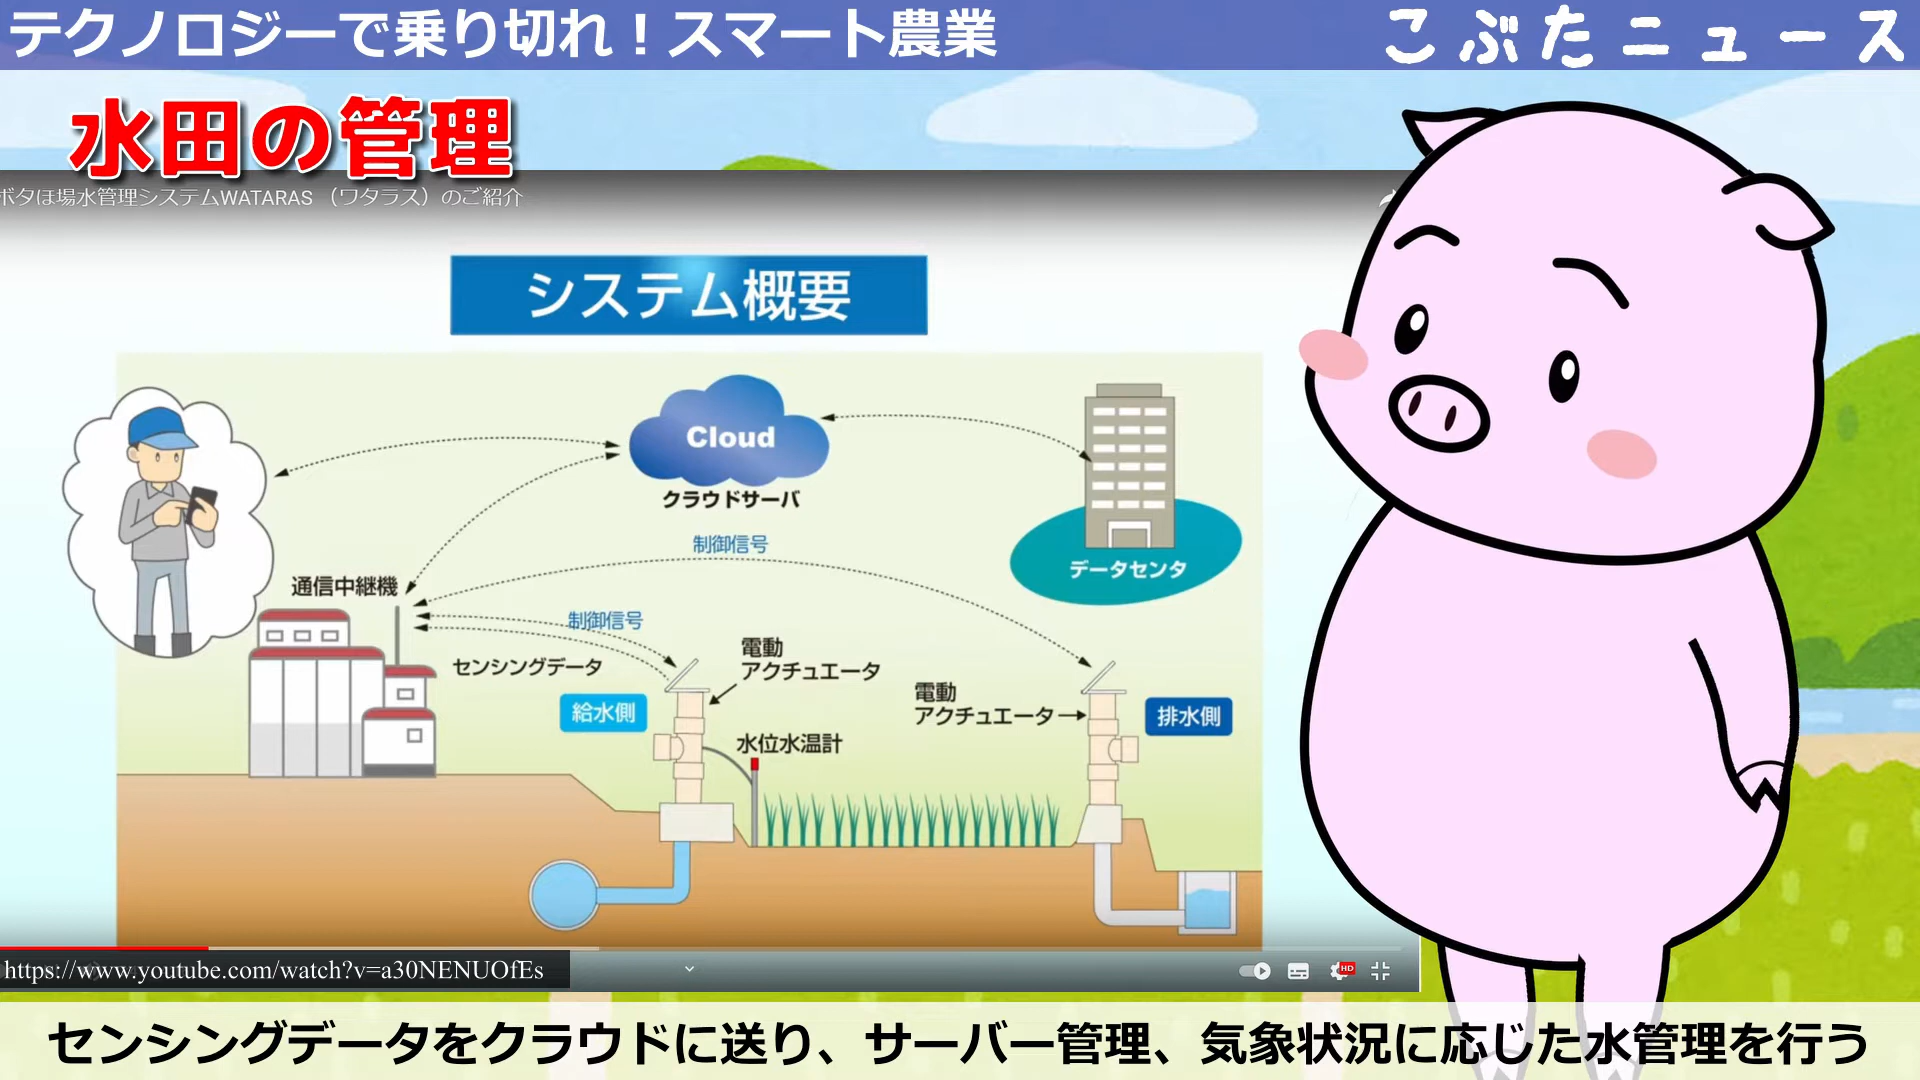 テクノロジーで乗り切れ！スマート農業
こぶたニュース
水田の管理
ボタほ場水管理システムWATARAS（ワタラス）のご紹介
システム概要
Cloud
クラウドサーバ
データセンタ
制御信号
通信中継機
制御信号
センシングデータ
電動
アクチュエータ
給水側
水位水温計
電動
アクチュエータ
排水側
https://www.youtube.com/watch?v=a30NENUOfEs
HD
センシングデータをクラウドに送り、サーバー管理、気象状況に応じた水管理を行う